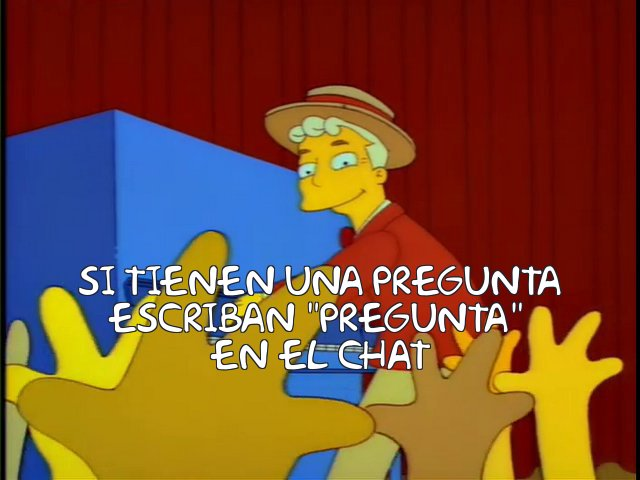 SI TIENEN UNA PREGUNTA
ESCRIBAN "PREGUNTA"
EN EL CHAT